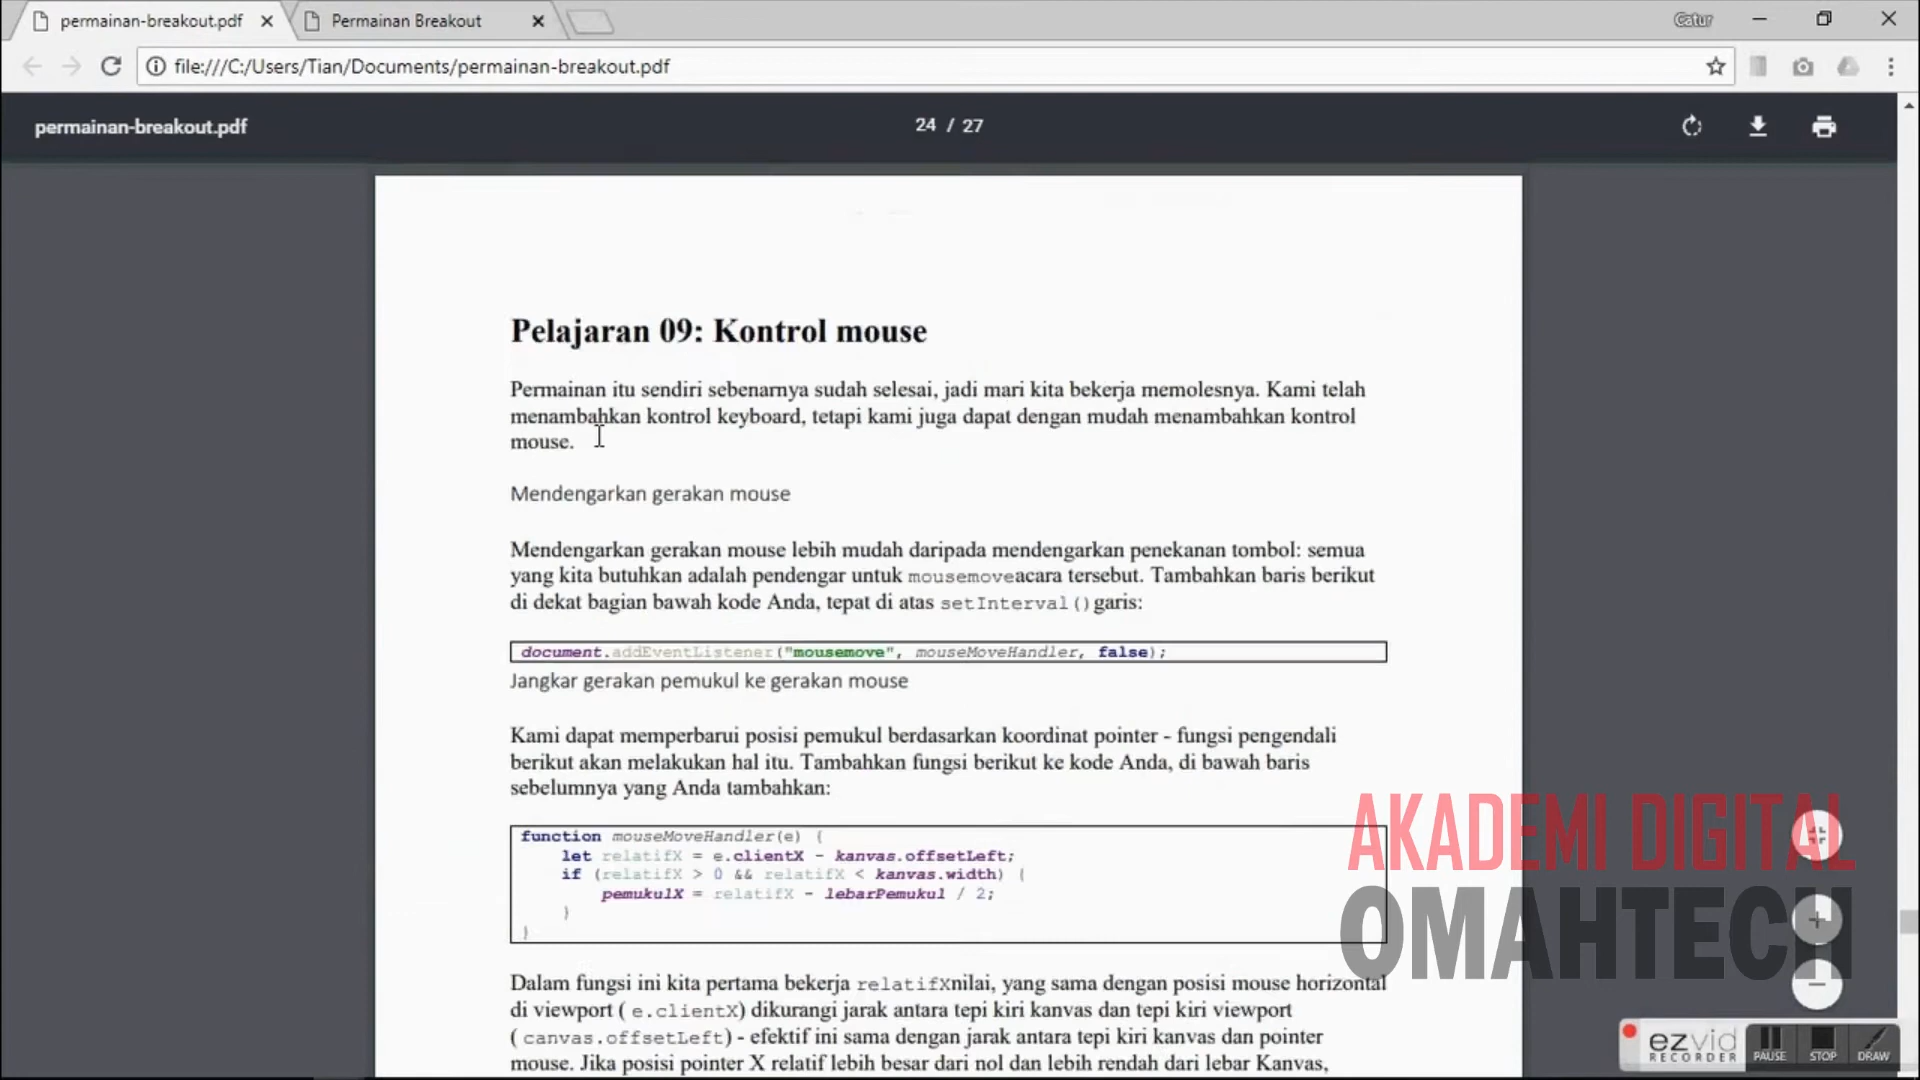 permainan-breakout.pdf
Permainan Breakout
Catur
file:///C:/Users/Tian/Documents/permainan-breakout.pdf
permainan-breakout.pdf
24 / 27
Pelajaran 09: Kontrol mouse
Permainan itu sendiri sebenarnya sudah selesai, jadi mari kita bekerja memolesnya. Kami telah
menambahkan kontrol keyboard, tetapi kami juga dapat dengan mudah menambahkan kontrol
mouse.
Mendengarkan gerakan mouse
Mendengarkan gerakan mouse lebih mudah daripada mendengarkan penekanan tombol: semua
yang kita butuhkan adalah pendengar untuk mousemoveacara tersebut. Tambahkan baris berikut
di dekat bagian bawah kode Anda, tepat di atas setInterval()garis:
document.addEventListener("mousemove", mouseMoveHandler, false);
Jangkar gerakan pemukul ke gerakan mouse
Kami dapat memperbarui posisi pemukul berdasarkan koordinat pointer - fungsi pengendali
berikut akan melakukan hal itu. Tambahkan fungsi berikut ke kode Anda, di bawah baris
sebelumnya yang Anda tambahkan:
function mouseMoveHandler(e) {
let relatifX = e.clientX - kanvas.offsetLeft;
if (relatifX > 0 && relatifX < kanvas.width) {
pemukulX = relatifX - lebarPemukul / 2;
}
}
Dalam fungsi ini kita pertama bekerja relatifXnilai, yang sama dengan posisi mouse horizontal
di viewport ( e.clientX) dikurangi jarak antara tepi kiri kanvas dan tepi kiri viewport
( canvas.offsetLeft) - efektif ini sama dengan jarak antara tepi kiri kanvas dan pointer
mouse. Jika posisi pointer X relatif lebih besar dari nol dan lebih rendah dari lebar Kanvas,
AKADEMI DIGITAL
OMAHTECH
ezvid
RECORDER
PAUSE
STOP
DRAW